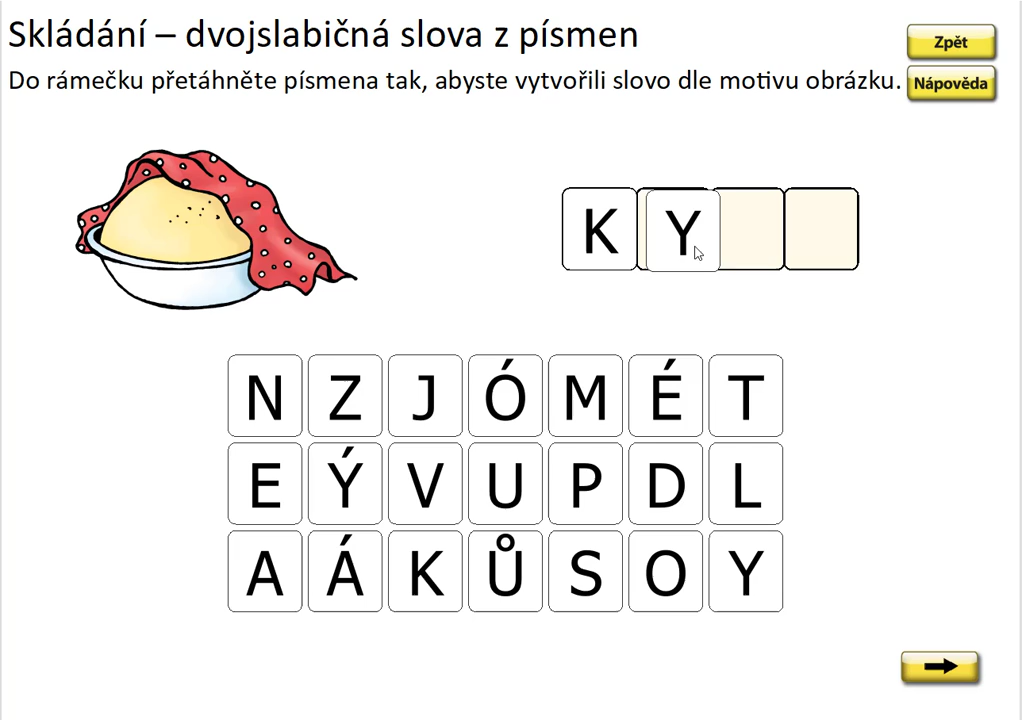 Skládání – dvojslabičná slova z písmen
Zpět
Do rámečku přetáhněte písmena tak, abyste vytvořili slovo dle motivu obrázku.
Nápověda
K Y
N Z J Ó M É T
E Ý V U P D L
A Á K Ů S O Y